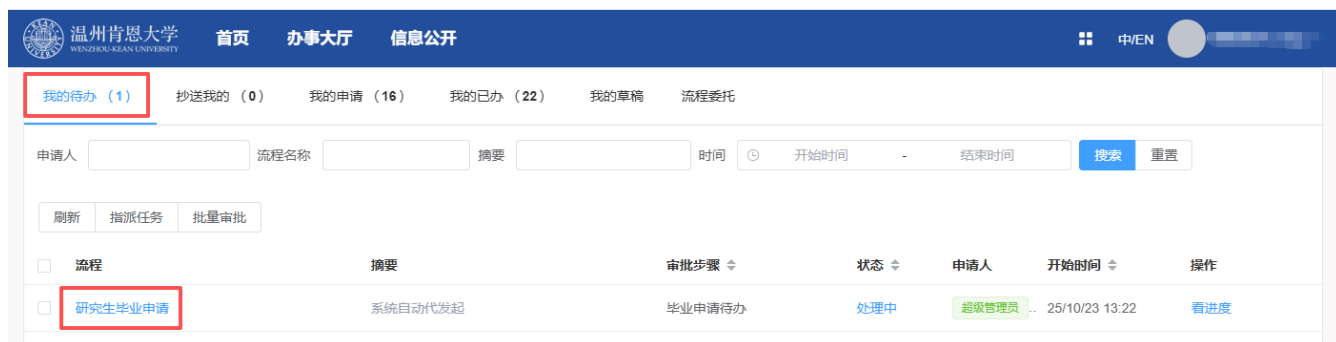 温州肯恩大学 首页 办事大厅 信息公开 中/EN
WENZHOU-KEAN UNIVERSITY
我的待办 (1) 抄送我的 (0) 我的申请 (16) 我的已办 (22) 我的草稿 流程委托
申请人 流程名称 摘要 时间 开始时间 - 结束时间 搜索 重置
刷新 指派任务 批量审批
流程 摘要 审批步骤 状态 申请人 开始时间 操作
研究生毕业申请 系统自动代发起 毕业申请待办 处理中 超级管理员 .. 25/10/23 13:22 看进度